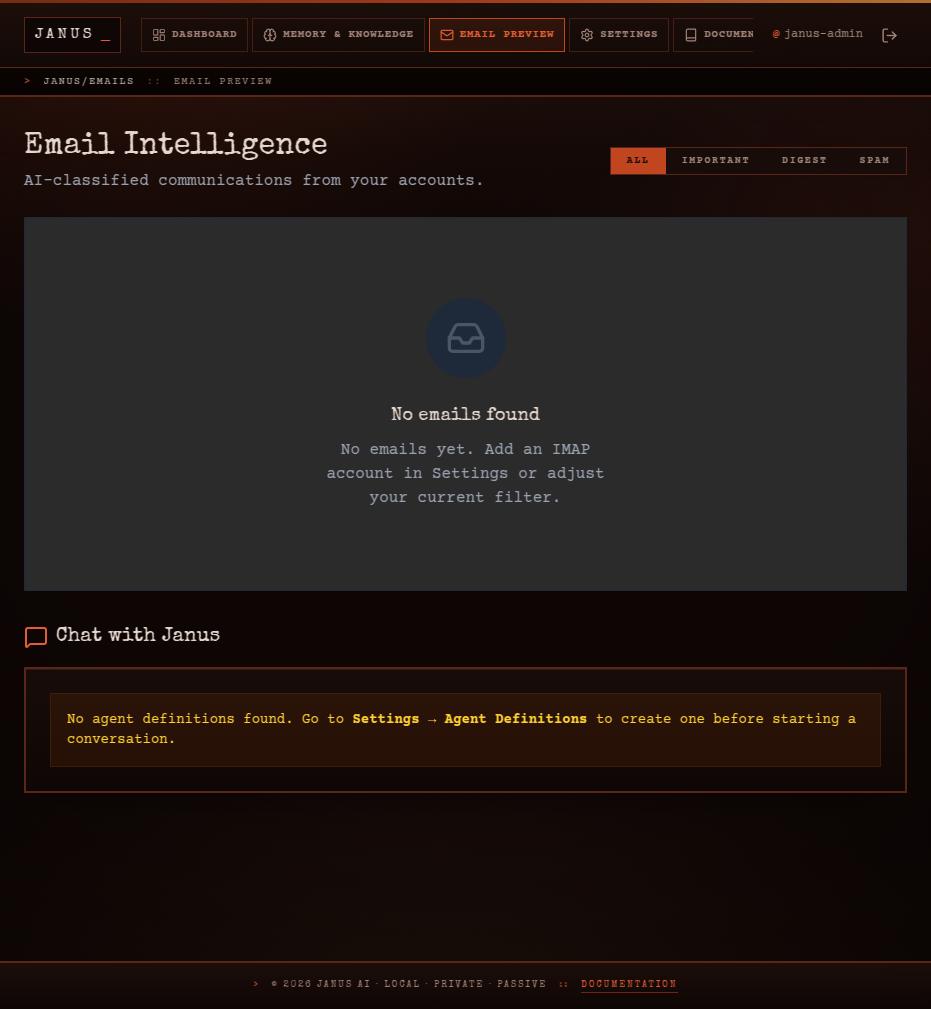 JANUS _
DASHBOARD
MEMORY & KNOWLEDGE
EMAIL PREVIEW
SETTINGS
DOCUMEN
@ janus-admin
> JANUS/EMAILS :: EMAIL PREVIEW
Email Intelligence
AI-classified communications from your accounts.
ALL
IMPORTANT
DIGEST
SPAM
No emails found
No emails yet. Add an IMAP
account in Settings or adjust
your current filter.
Chat with Janus
No agent definitions found. Go to Settings → Agent Definitions to create one before starting a
conversation.
> © 2026 JANUS AI · LOCAL · PRIVATE · PASSIVE :: DOCUMENTATION